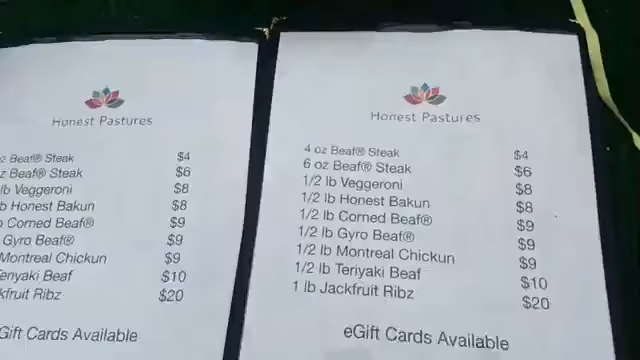 Honest Pastures
z Beaf® Steak $4
z Beaf® Steak $6
lb Veggeroni $8
b Honest Bakun $8
Corned Beaf® $9
Gyro Beaf® $9
Montreal Chickun $9
Teriyaki Beaf $10
kfruit Ribz $20
Gift Cards Available
Honest Pastures
4 oz Beaf® Steak $4
6 oz Beaf® Steak $6
1/2 lb Veggeroni $8
1/2 lb Honest Bakun $8
1/2 lb Corned Beaf® $9
1/2 lb Gyro Beaf® $9
1/2 lb Montreal Chickun $9
1/2 lb Teriyaki Beaf $10
1 lb Jackfruit Ribz $20
eGift Cards Available